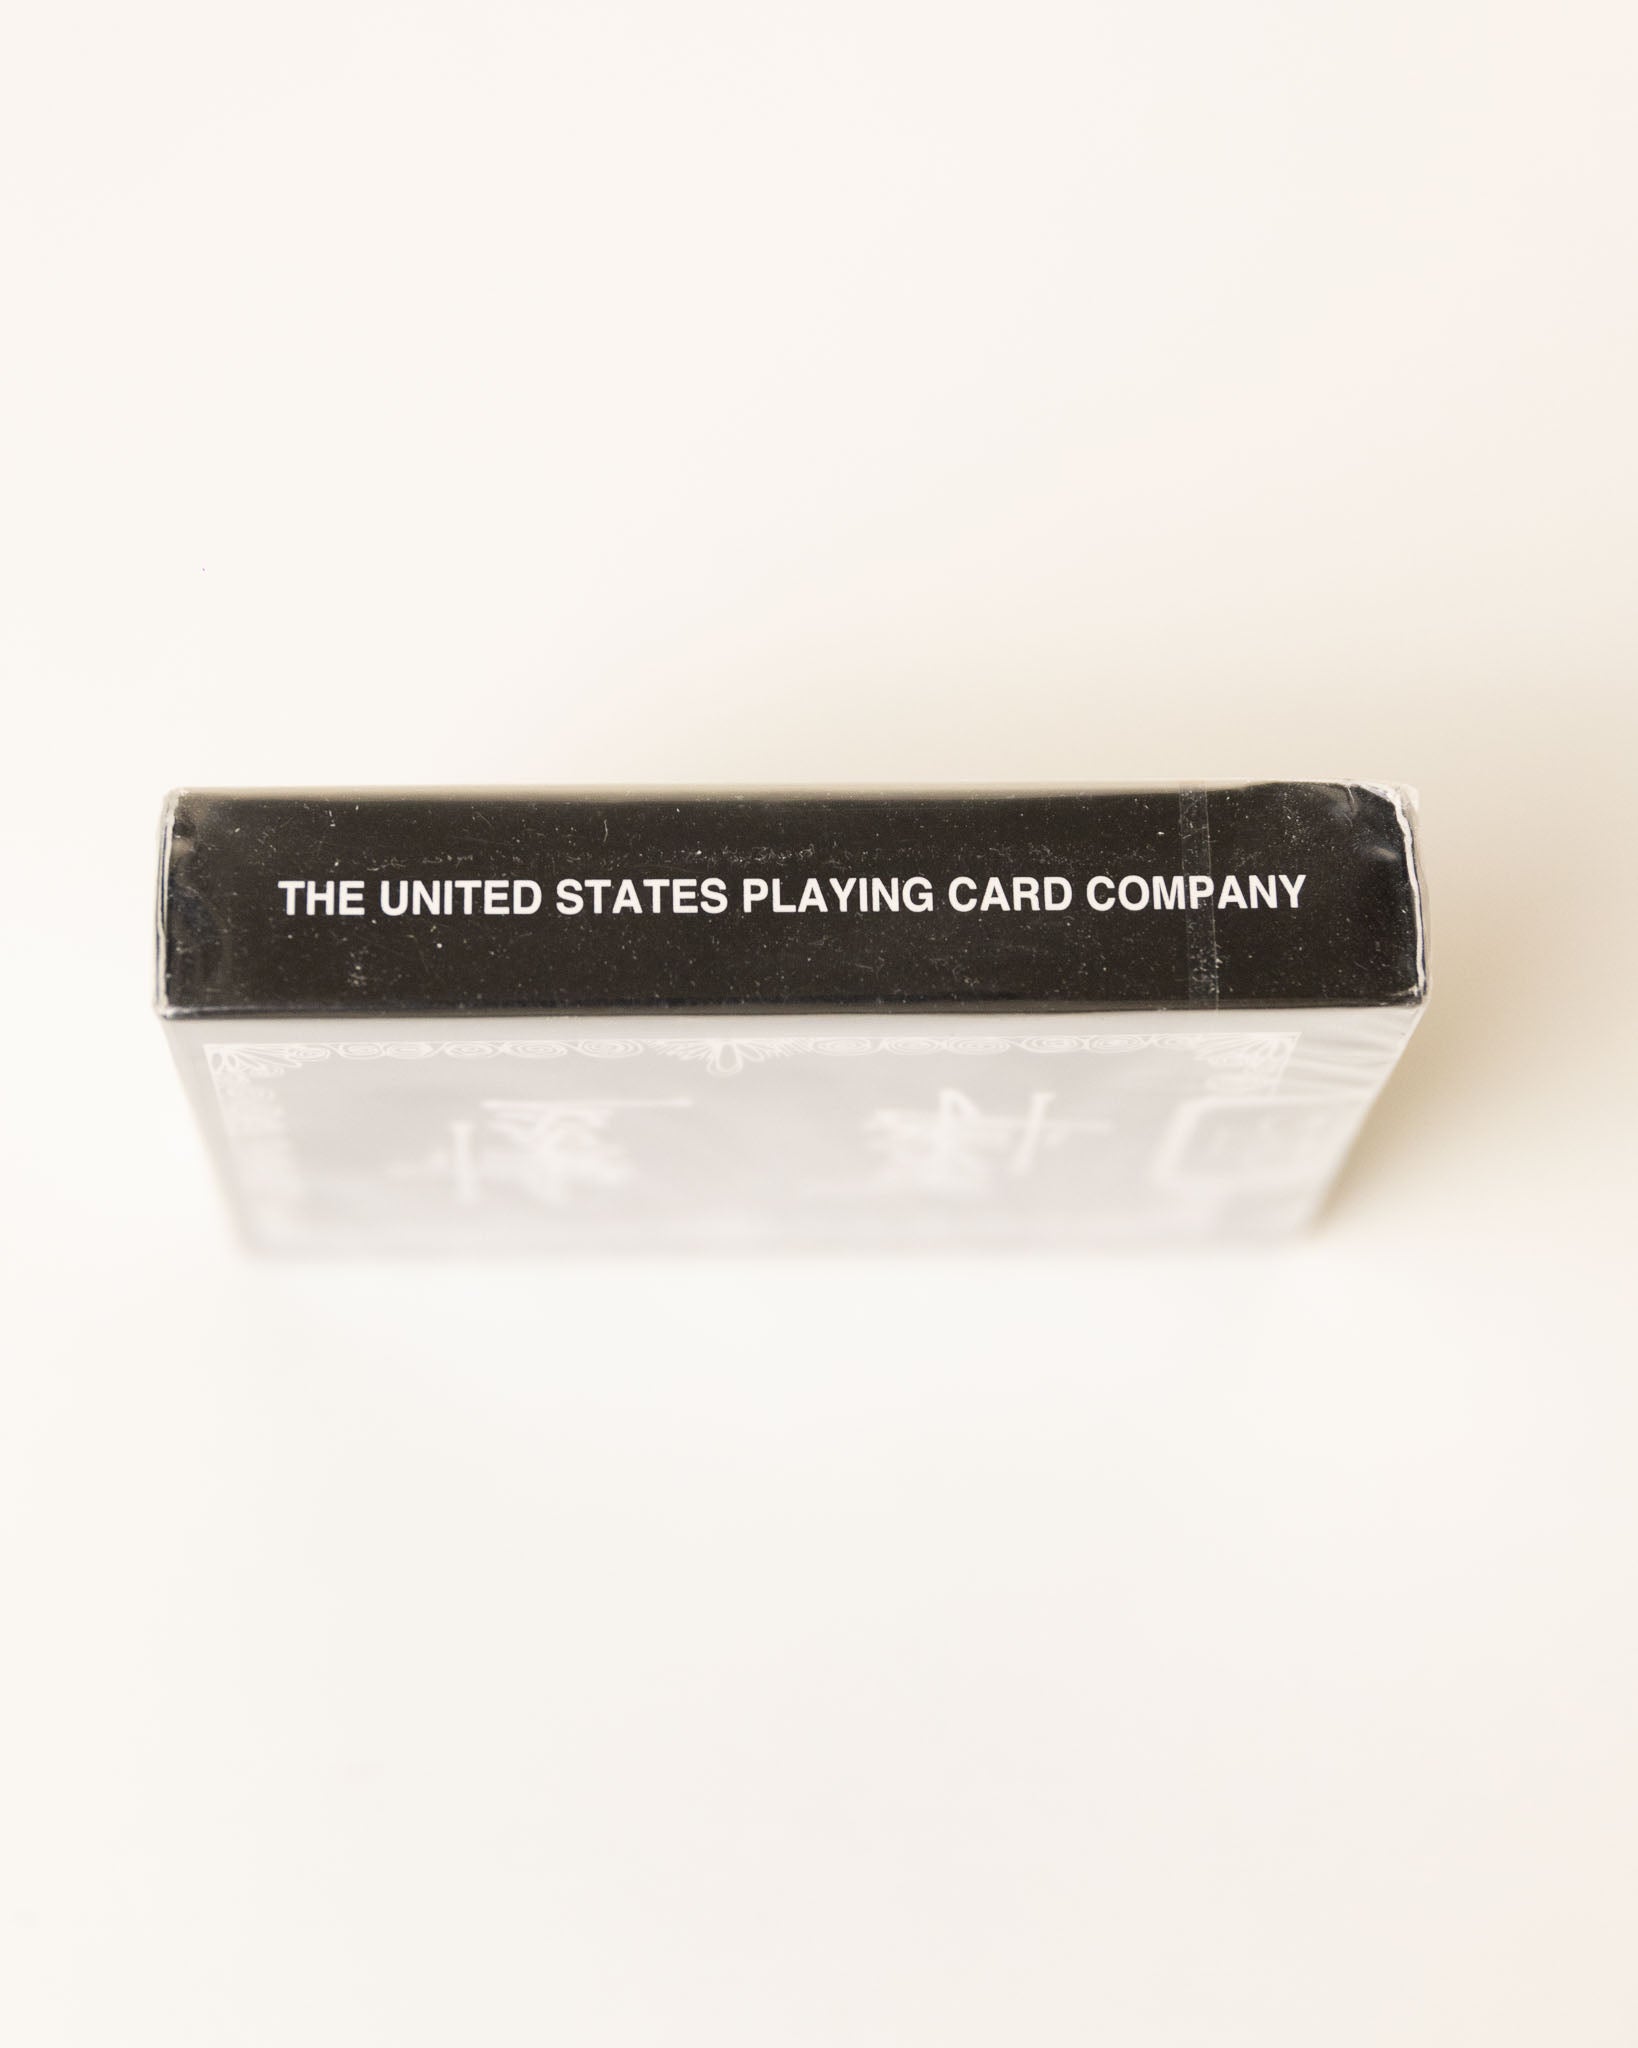 THE UNITED STATES PLAYING CARD COMPANY